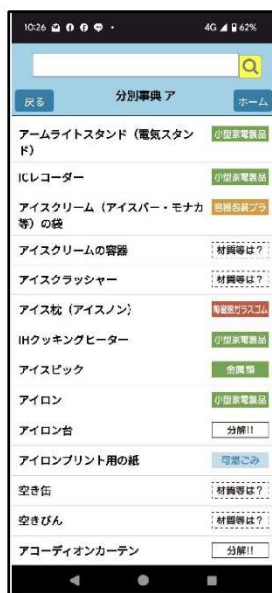 10:26
4G 62%
戻る
分別事典 ア
ホーム
アームライトスタンド（電気スタン
ド）
小型家電製品
ICレコーダー
小型家電製品
アイスクリーム（アイスバー・モナカ
等）の袋
容器包装プラ
アイスクリームの容器
材質等は？
アイスクラッシャー
材質等は？
アイス枕（アイスノン）
陶磁器ガラスゴム
IHクッキングヒーター
小型家電製品
アイスピック
金属類
アイロン
小型家電製品
アイロン台
分解!!
アイロンプリント用の紙
可燃ごみ
空き缶
材質等は？
空きびん
材質等は？
アコーディオンカーテン
分解!!